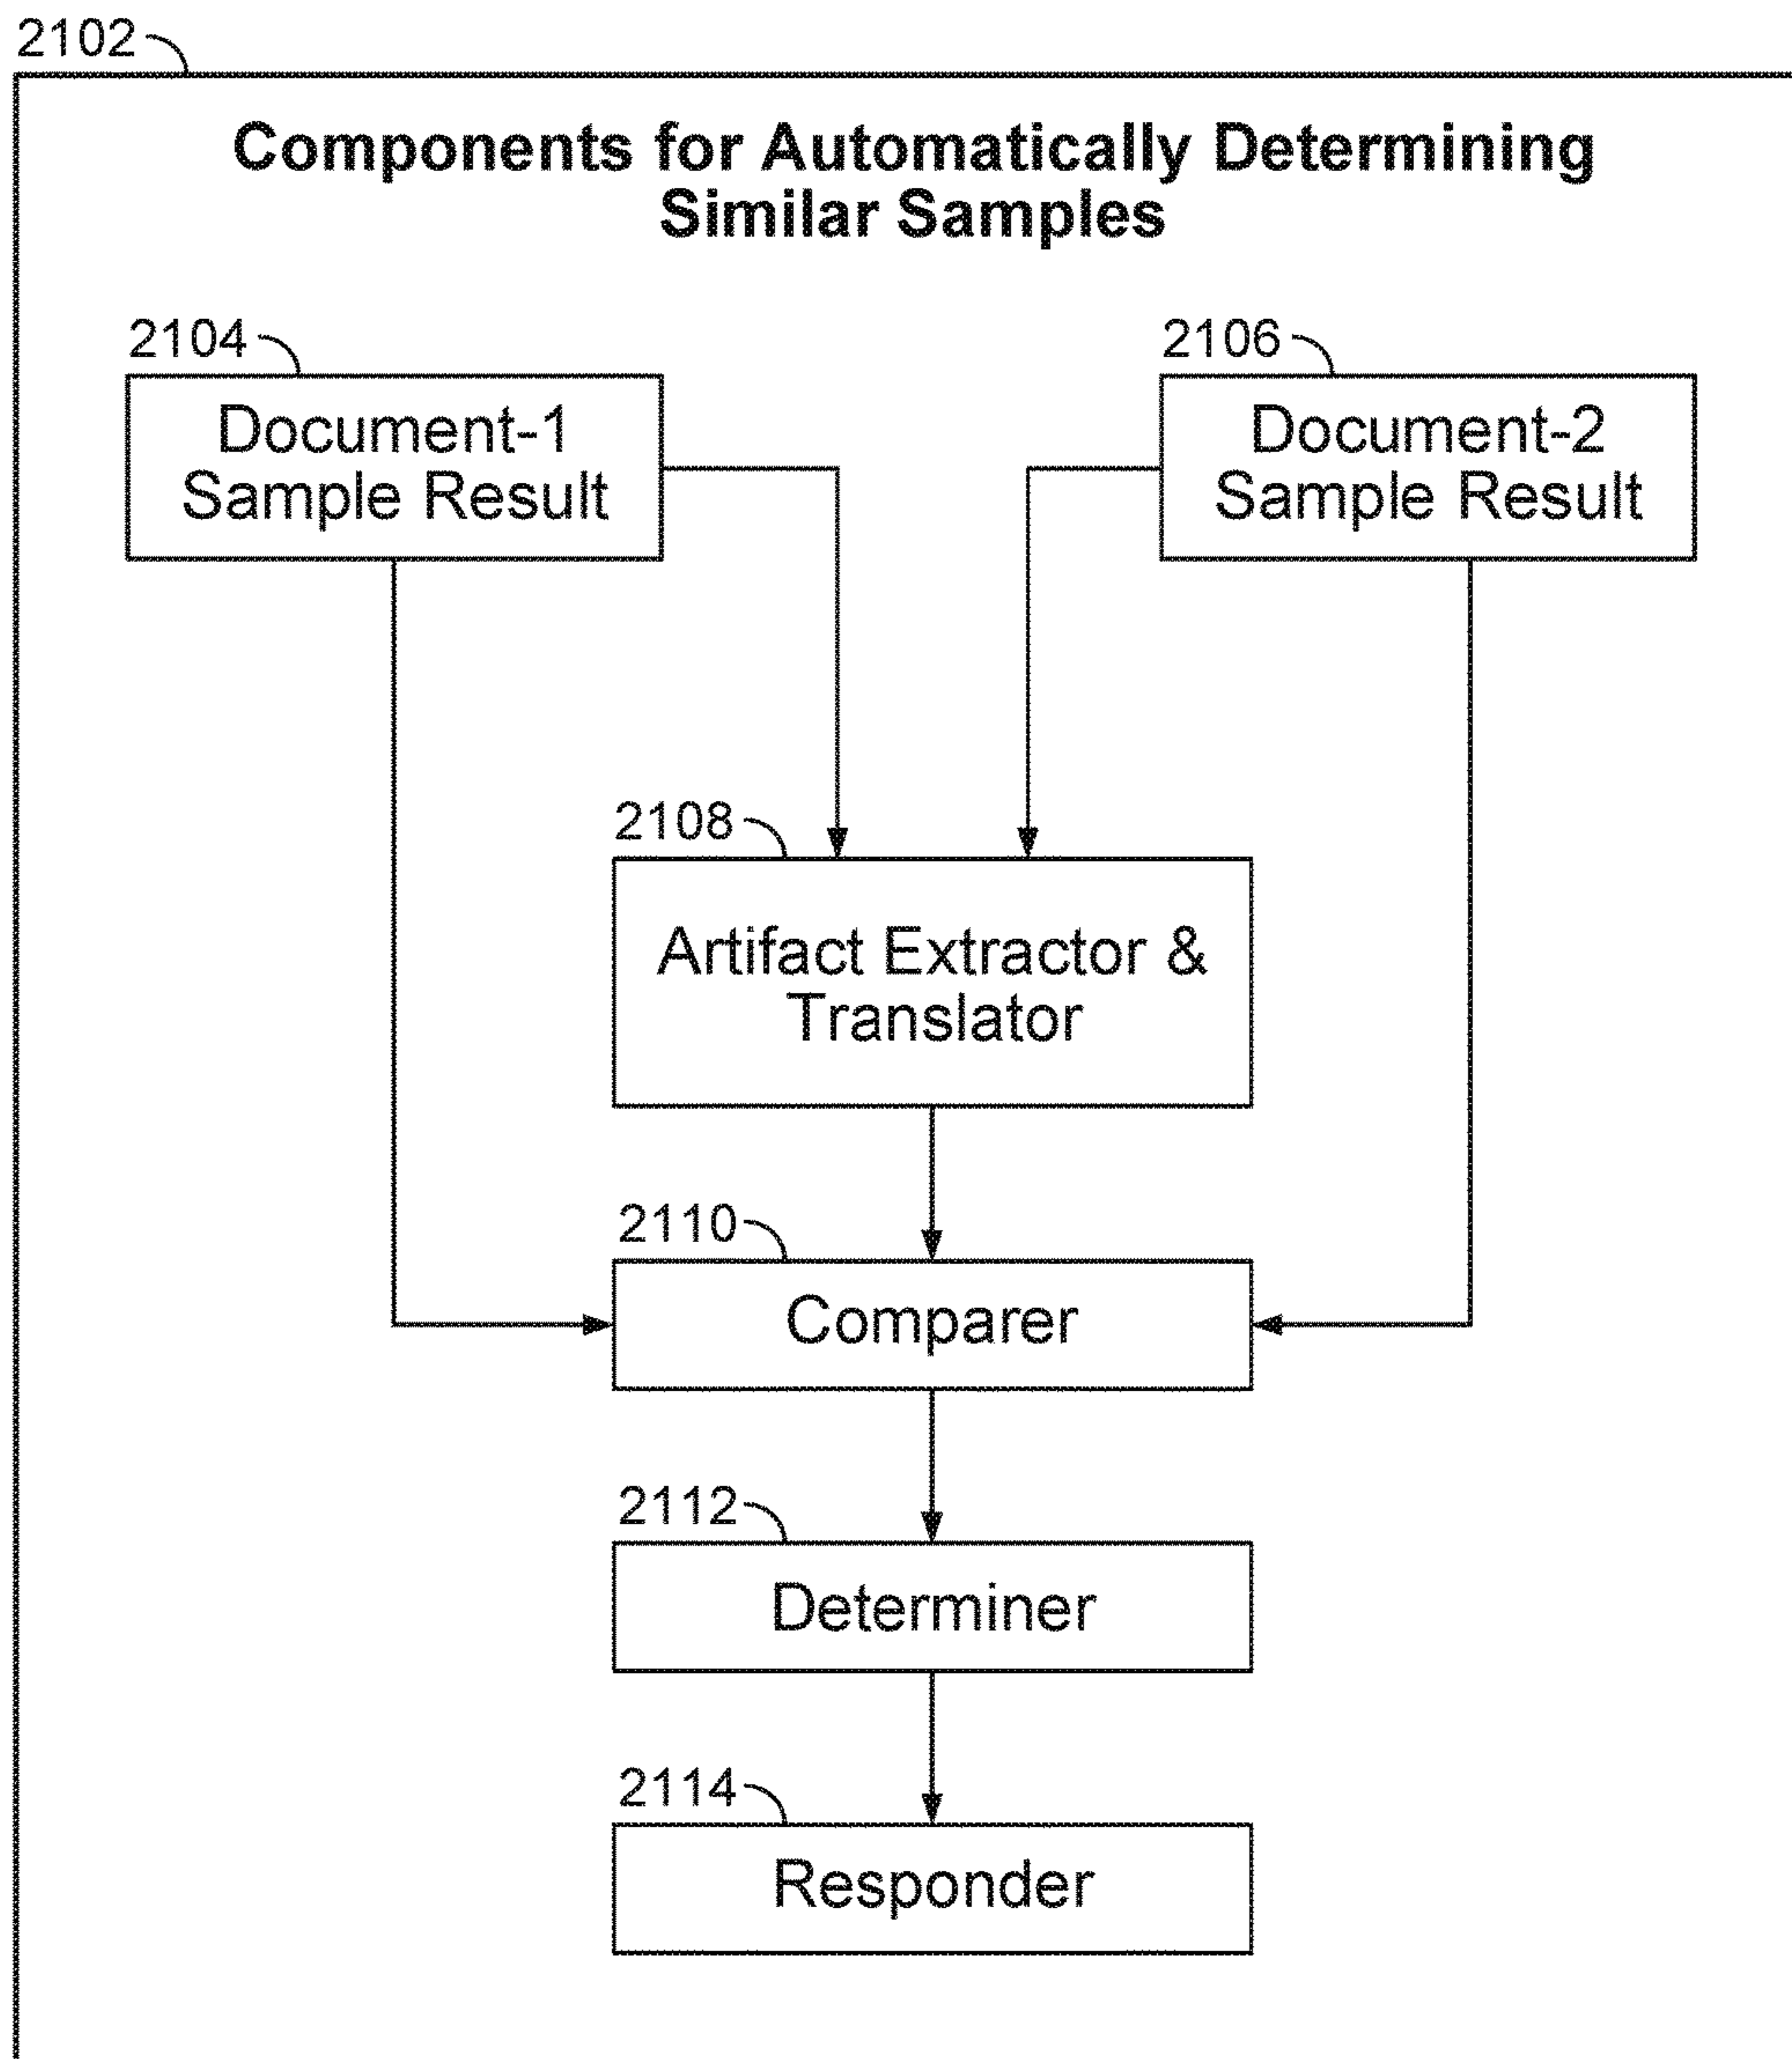 2102
Components for Automatically Determining
Similar Samples
2104
Document-1
Sample Result
2106
Document-2
Sample Result
2108
Artifact Extractor &
Translator
2110
Comparer
2112
Determiner
2114
Responder